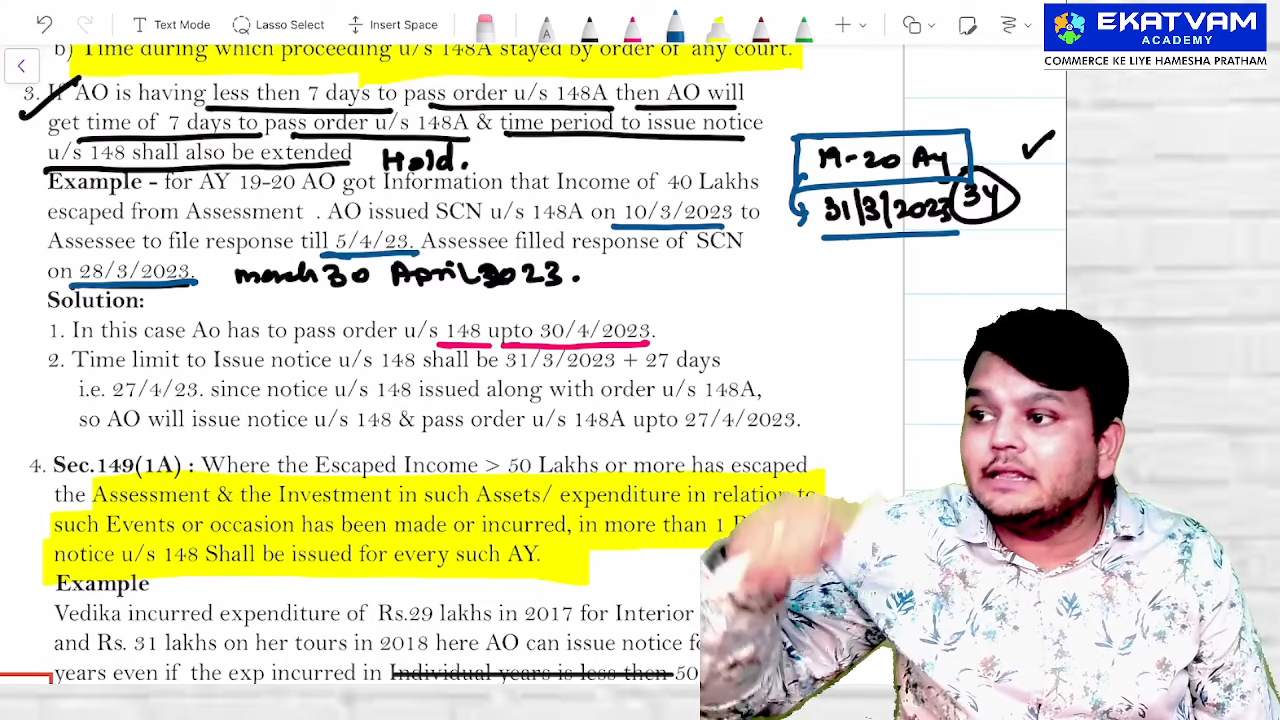 Text Mode Lasso Select Insert Space
EKATVAM
ACADEMY
COMMERCE KE LIYE HAMESHA PRATHAM
b) Time during which proceeding u/s 148A stayed by order of any court.
3. If AO is having less then 7 days to pass order u/s 148A then AO will
get time of 7 days to pass order u/s 148A & time period to issue notice
u/s 148 shall also be extended Hold.
19-20 Ay
31/3/2023 3y
Example - for AY 19-20 AO got Information that Income of 40 Lakhs
escaped from Assessment . AO issued SCN u/s 148A on 10/3/2023 to
Assessee to file response till 5/4/23. Assessee filled response of SCN
on 28/3/2023. march 30 April 2023.
Solution:
1. In this case Ao has to pass order u/s 148 upto 30/4/2023.
2. Time limit to Issue notice u/s 148 shall be 31/3/2023 + 27 days
i.e. 27/4/23. since notice u/s 148 issued along with order u/s 148A,
so AO will issue notice u/s 148 & pass order u/s 148A upto 27/4/2023.
4. Sec.149(1A) : Where the Escaped Income > 50 Lakhs or more has escaped
the Assessment & the Investment in such Assets/ expenditure in relation to
such Events or occasion has been made or incurred, in more than 1
notice u/s 148 Shall be issued for every such AY.
Example
Vedika incurred expenditure of Rs.29 lakhs in 2017 for Interior
and Rs. 31 lakhs on her tours in 2018 here AO can issue notice
years even if the exp incurred in Individual years is less then 50